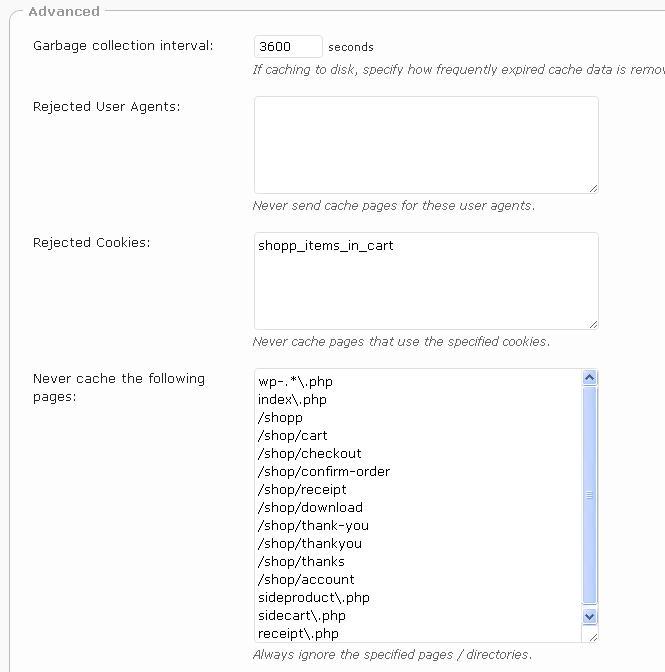 Advanced
Garbage collection interval:
3600 seconds
If caching to disk, specify how frequently expired cache data is
Rejected User Agents:
Never send cache pages for these user agents.
Rejected Cookies:
shopp_items_in_cart
Never cache pages that use the specified cookies.
Never cache the following
pages:
wp-.*\.php
index\.php
/shopp
/shop/cart
/shop/checkout
/shop/confirm-order
/shop/receipt
/shop/download
/shop/thank-you
/shop/thankyou
/shop/thanks
/shop/account
sideproduct\.php
sidecart\.php
receipt\.php
Always ignore the specified pages / directories.